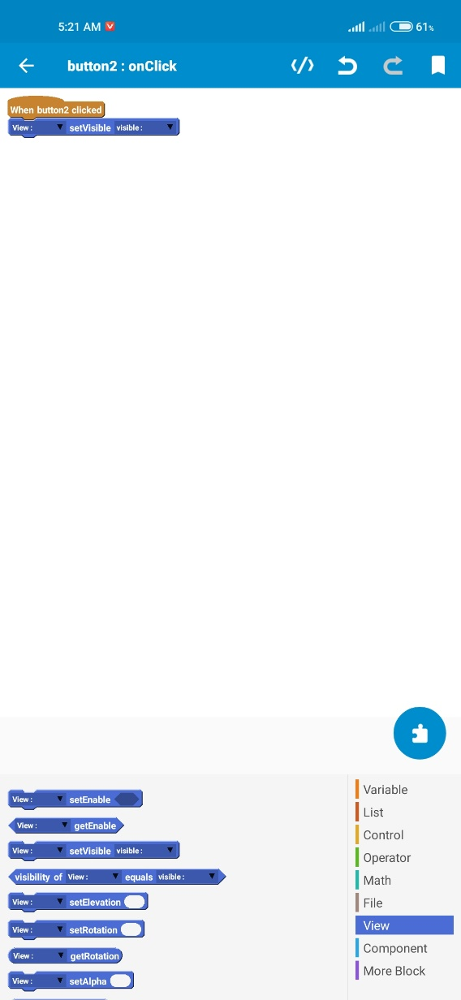 5:21 AM 61%
button2 : onClick
When button2 clicked
View : setVisible visible :
View : setEnable
View : getEnable
View : setVisible visible :
visibility of View : equals visible :
View : setElevation
View : setRotation
View : getRotation
View : setAlpha
Variable
List
Control
Operator
Math
File
View
Component
More Block